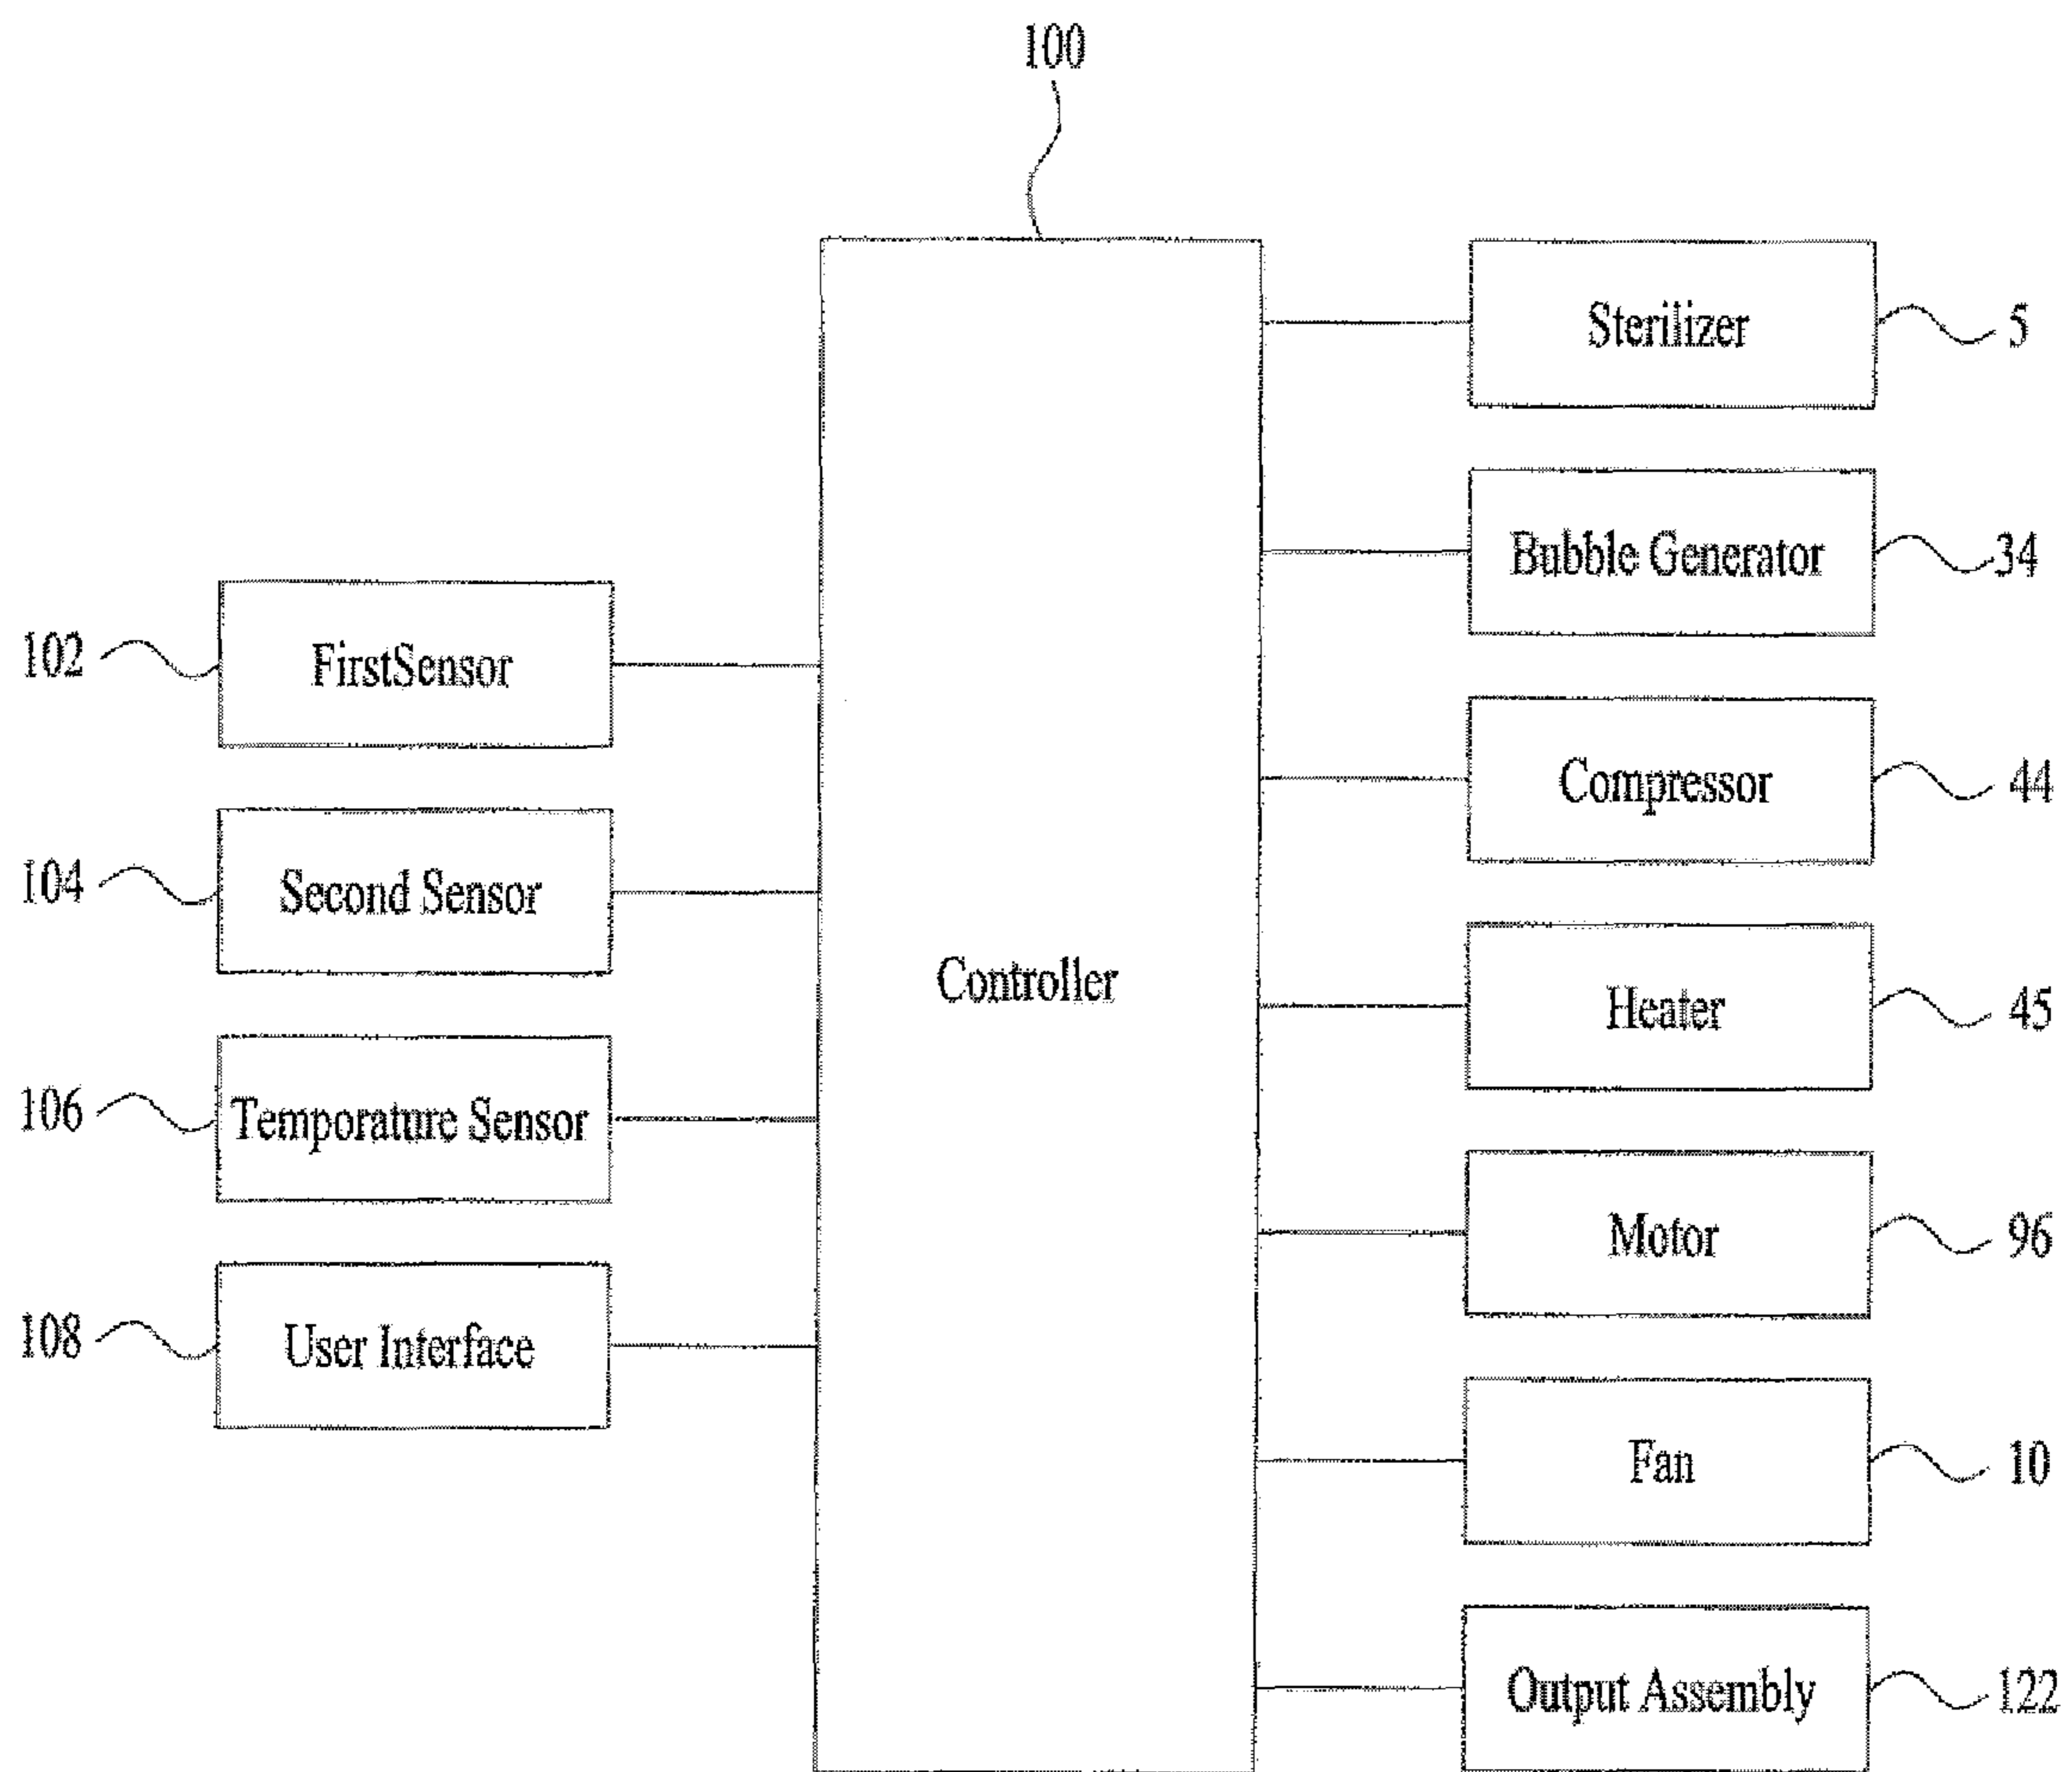 100
Sterilizer
5
Bubble Generator
34
102
FirstSensor
Compressor
44
104
Second Sensor
Controller
Heater
45
106
Temporature Sensor
Motor
96
108
User Interface
Fan
10
Output Assembly
122